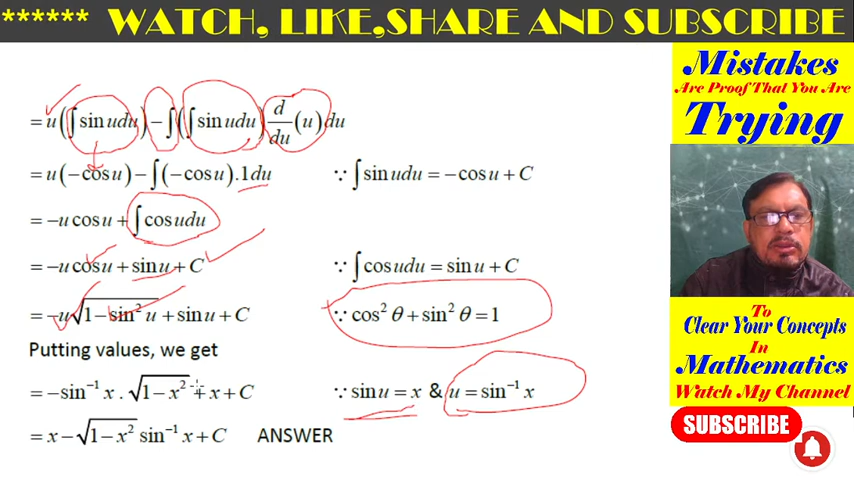 ****** WATCH, LIKE,SHARE AND SUBSCRIBE
= u(∫sin udu) − ∫(∫sin udu) d/du (u) du
= u(−cos u) − ∫(−cos u).1du ∵ ∫sin udu = −cos u + C
= −u cos u + ∫cos udu
= −u cos u + sin u + C ∵ ∫cos udu = sin u + C
= −u√(1−sin² u) + sin u + C ∵ cos² θ + sin² θ = 1
Putting values, we get
= −sin⁻¹ x . √(1−x²) + x + C ∵ sin u = x & u = sin⁻¹ x
= x − √(1−x²) sin⁻¹ x + C ANSWER
Mistakes
Are Proof That You Are
Trying
To
Clear Your Concepts
In
Mathematics
Watch My Channel
SUBSCRIBE